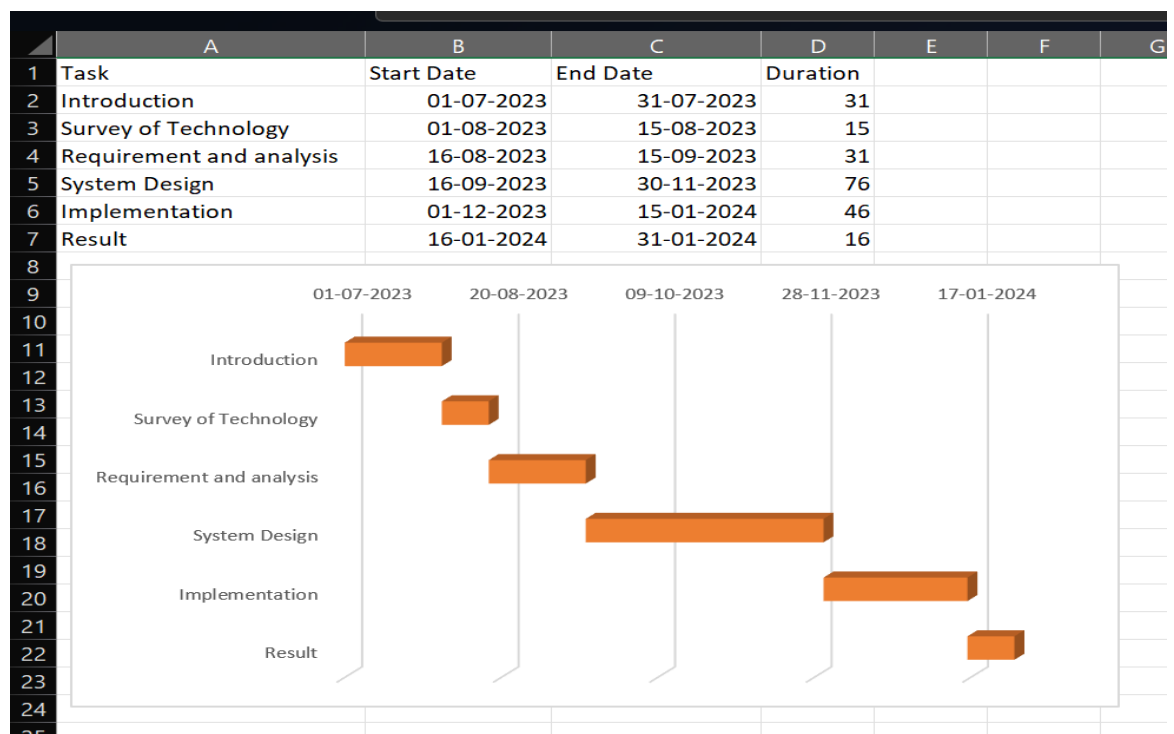 A B C D E F G
1 Task Start Date End Date Duration
2 Introduction 01-07-2023 31-07-2023 31
3 Survey of Technology 01-08-2023 15-08-2023 15
4 Requirement and analysis 16-08-2023 15-09-2023 31
5 System Design 16-09-2023 30-11-2023 76
6 Implementation 01-12-2023 15-01-2024 46
7 Result 16-01-2024 31-01-2024 16
8
9 01-07-2023 20-08-2023 09-10-2023 28-11-2023 17-01-2024
10
11
Introduction
12
13
Survey of Technology
14
15
Requirement and analysis
16
17
System Design
18
19
Implementation
20
21
22 Result
23
24